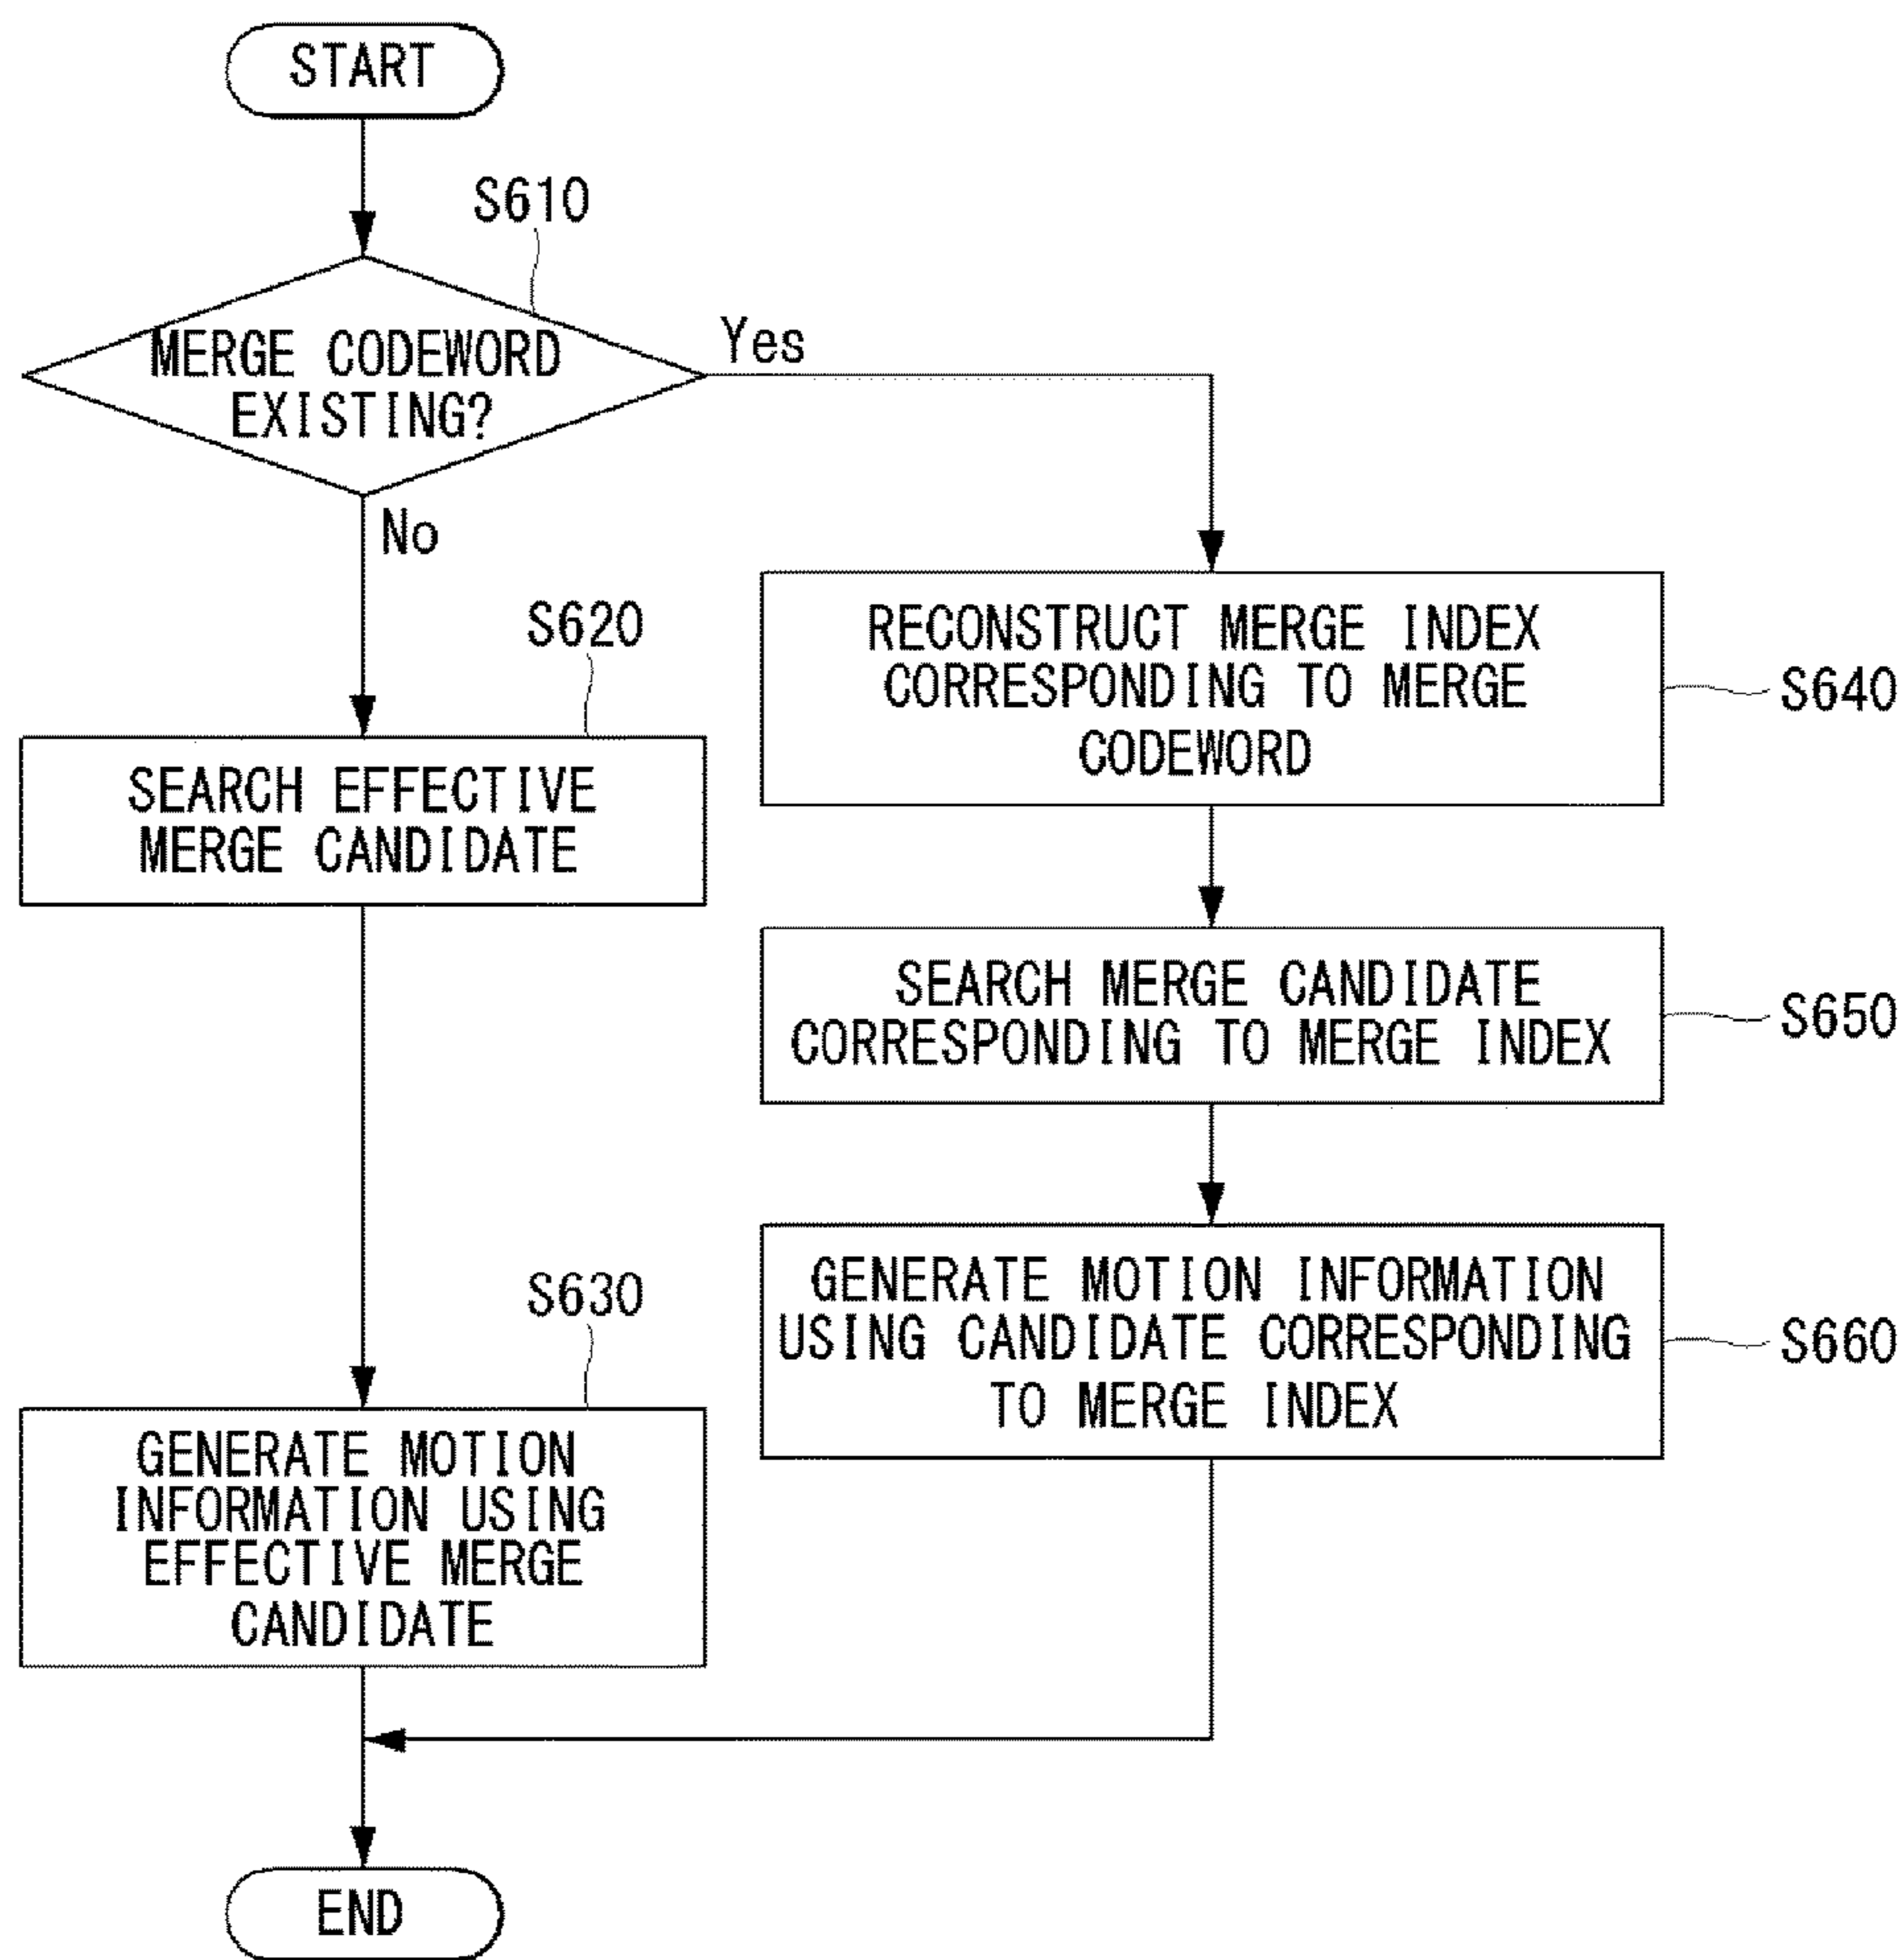 START
S610
MERGE CODEWORD
EXISTING?
Yes
No
S620
SEARCH EFFECTIVE
MERGE CANDIDATE
S630
GENERATE MOTION
INFORMATION USING
EFFECTIVE MERGE
CANDIDATE
RECONSTRUCT MERGE INDEX
CORRESPONDING TO MERGE
CODEWORD
S640
SEARCH MERGE CANDIDATE
CORRESPONDING TO MERGE INDEX
S650
GENERATE MOTION INFORMATION
USING CANDIDATE CORRESPONDING
TO MERGE INDEX
S660
END